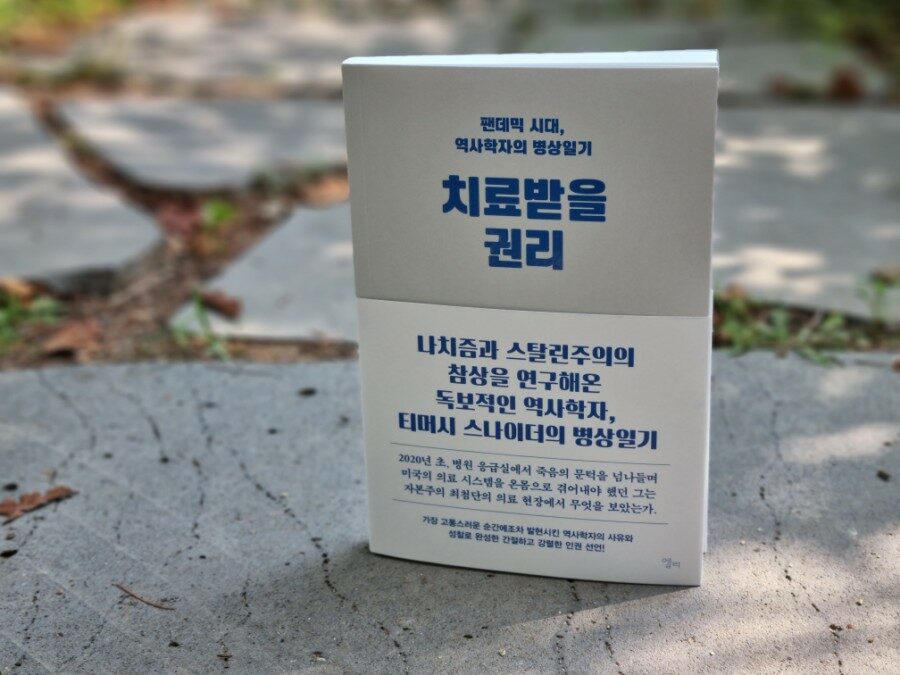 팬데믹 시대,
역사학자의 병상일기
치료받을
권리
나치즘과 스탈린주의의
참상을 연구해온
독보적인 역사학자,
티머시 스나이더의 병상일기
2020년 초, 병원 응급실에서 죽음의 문턱을 넘나들며
미국의 의료 시스템을 온몸으로 겪어내야 했던 그는
자본주의 최첨단의 의료 현장에서 무엇을 보았는가.
가장 고통스러운 순간에조차 발현시킨 역사학자의 사유와
성찰로 완성한 간절하고 강렬한 인권 선언!
엘리